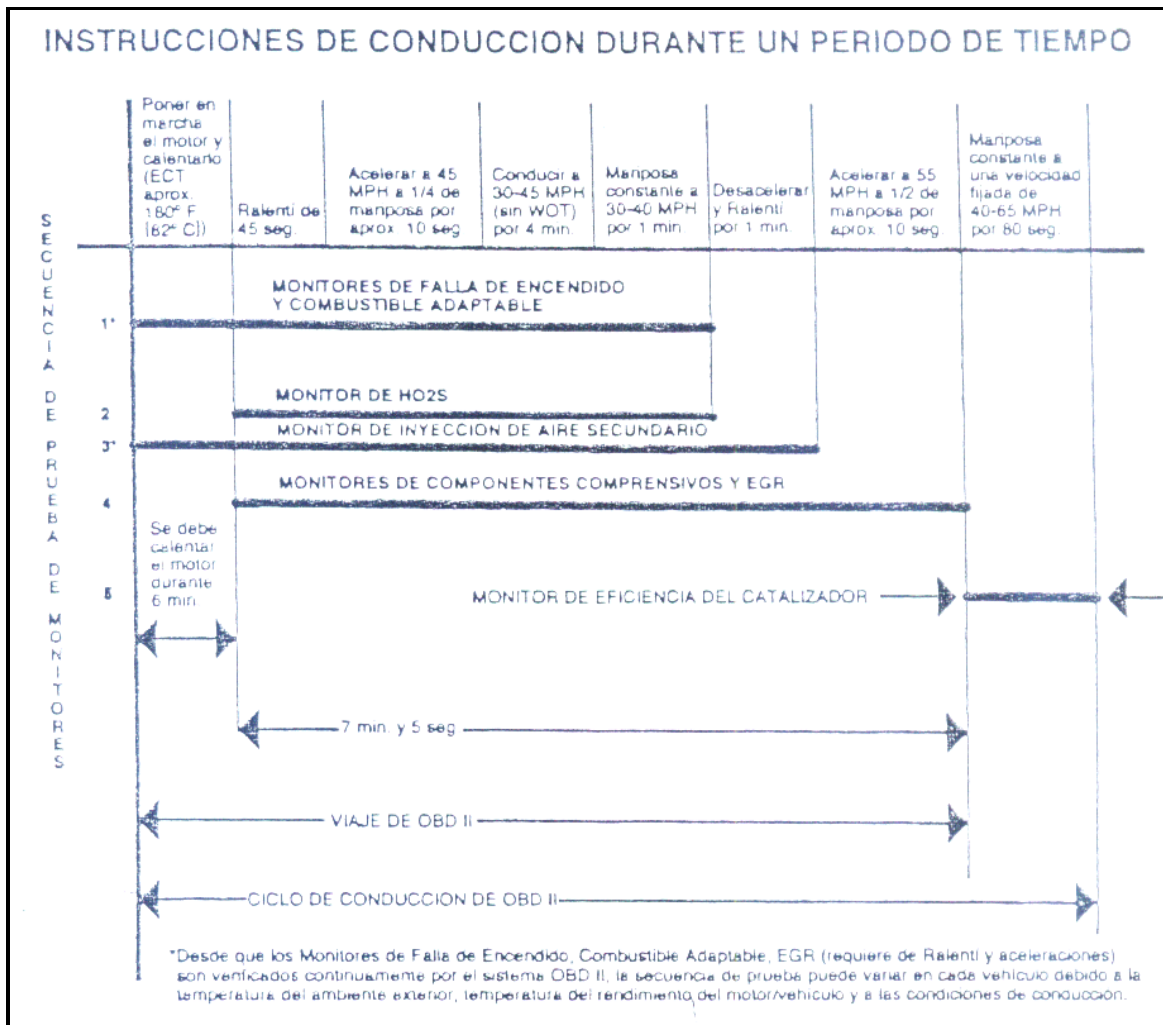 INSTRUCCIONES DE CONDUCCION DURANTE UN PERIODO DE TIEMPO
Poner en
marcha
el motor y
calentarlo
(ECT
aprox.
180° F
[82° C])
Ralentí de
45 seg.
Acelerar a 45
MPH a 1/4 de
mariposa por
aprox. 10 seg
Conducir a
30-45 MPH
(sin WOT)
por 4 min.
Mariposa
constante a
30-40 MPH
por 1 min.
Desacelerar
y Ralentí
por 1 min.
Acelerar a 55
MPH a 1/2 de
mariposa por
aprox. 10 seg.
Mariposa
constante a
una velocidad
fijada de
40-65 MPH
por 80 seg.
SECUENCIA DE PRUEBA DE MONITORES
MONITORES DE FALLA DE ENCENDIDO
Y COMBUSTIBLE ADAPTABLE
1*
MONITOR DE HO2S
2
MONITOR DE INYECCION DE AIRE SECUNDARIO
3*
MONITORES DE COMPONENTES COMPRENSIVOS Y EGR
4
Se debe
calentar
el motor
durante
6 min
5
MONITOR DE EFICIENCIA DEL CATALIZADOR
7 min. y 5 seg
VIAJE DE OBD II
CICLO DE CONDUCCION DE OBD II
*Desde que los Monitores de Falla de Encendido, Combustible Adaptable, EGR (requiere de Ralentí y aceleraciones)
son verificados continuamente por el sistema OBD II, la secuencia de prueba puede variar en cada vehículo debido a la
temperatura del ambiente exterior, temperatura del rendimiento del motor/vehículo y a las condiciones de conducción.